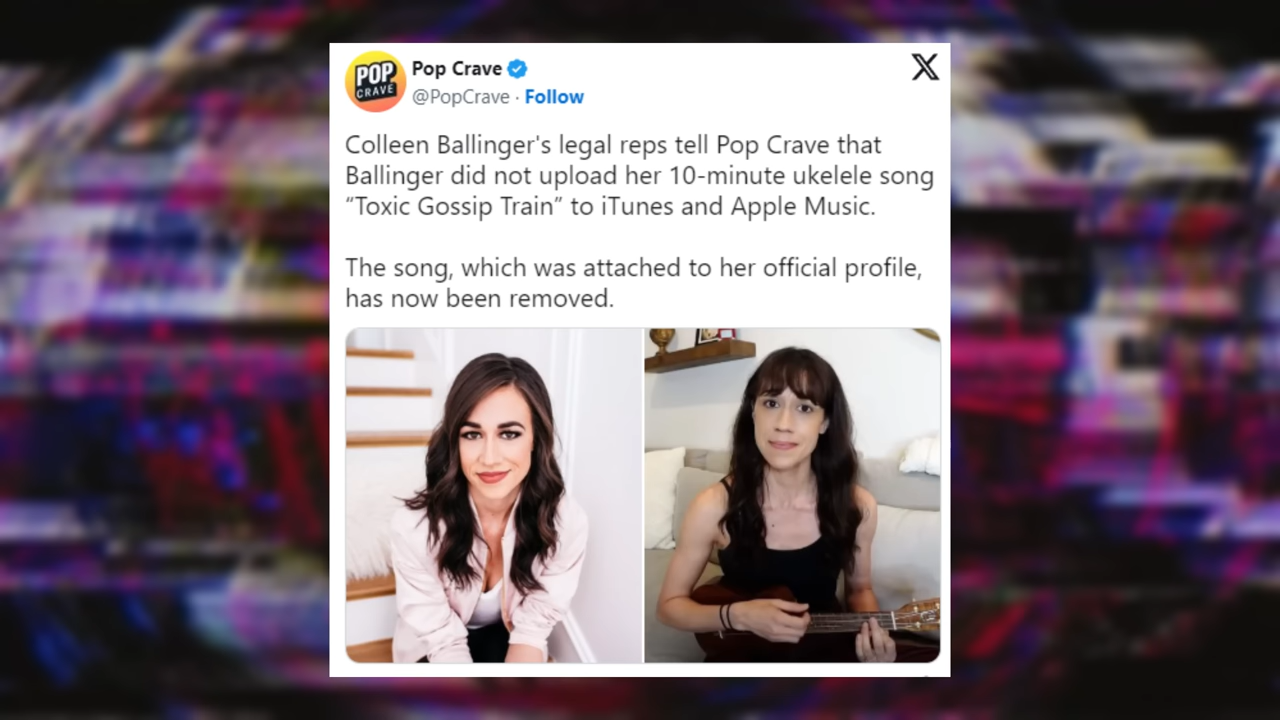 POP
CRAVE
Pop Crave
@PopCrave · Follow
Colleen Ballinger's legal reps tell Pop Crave that
Ballinger did not upload her 10-minute ukelele song
“Toxic Gossip Train” to iTunes and Apple Music.
The song, which was attached to her official profile,
has now been removed.